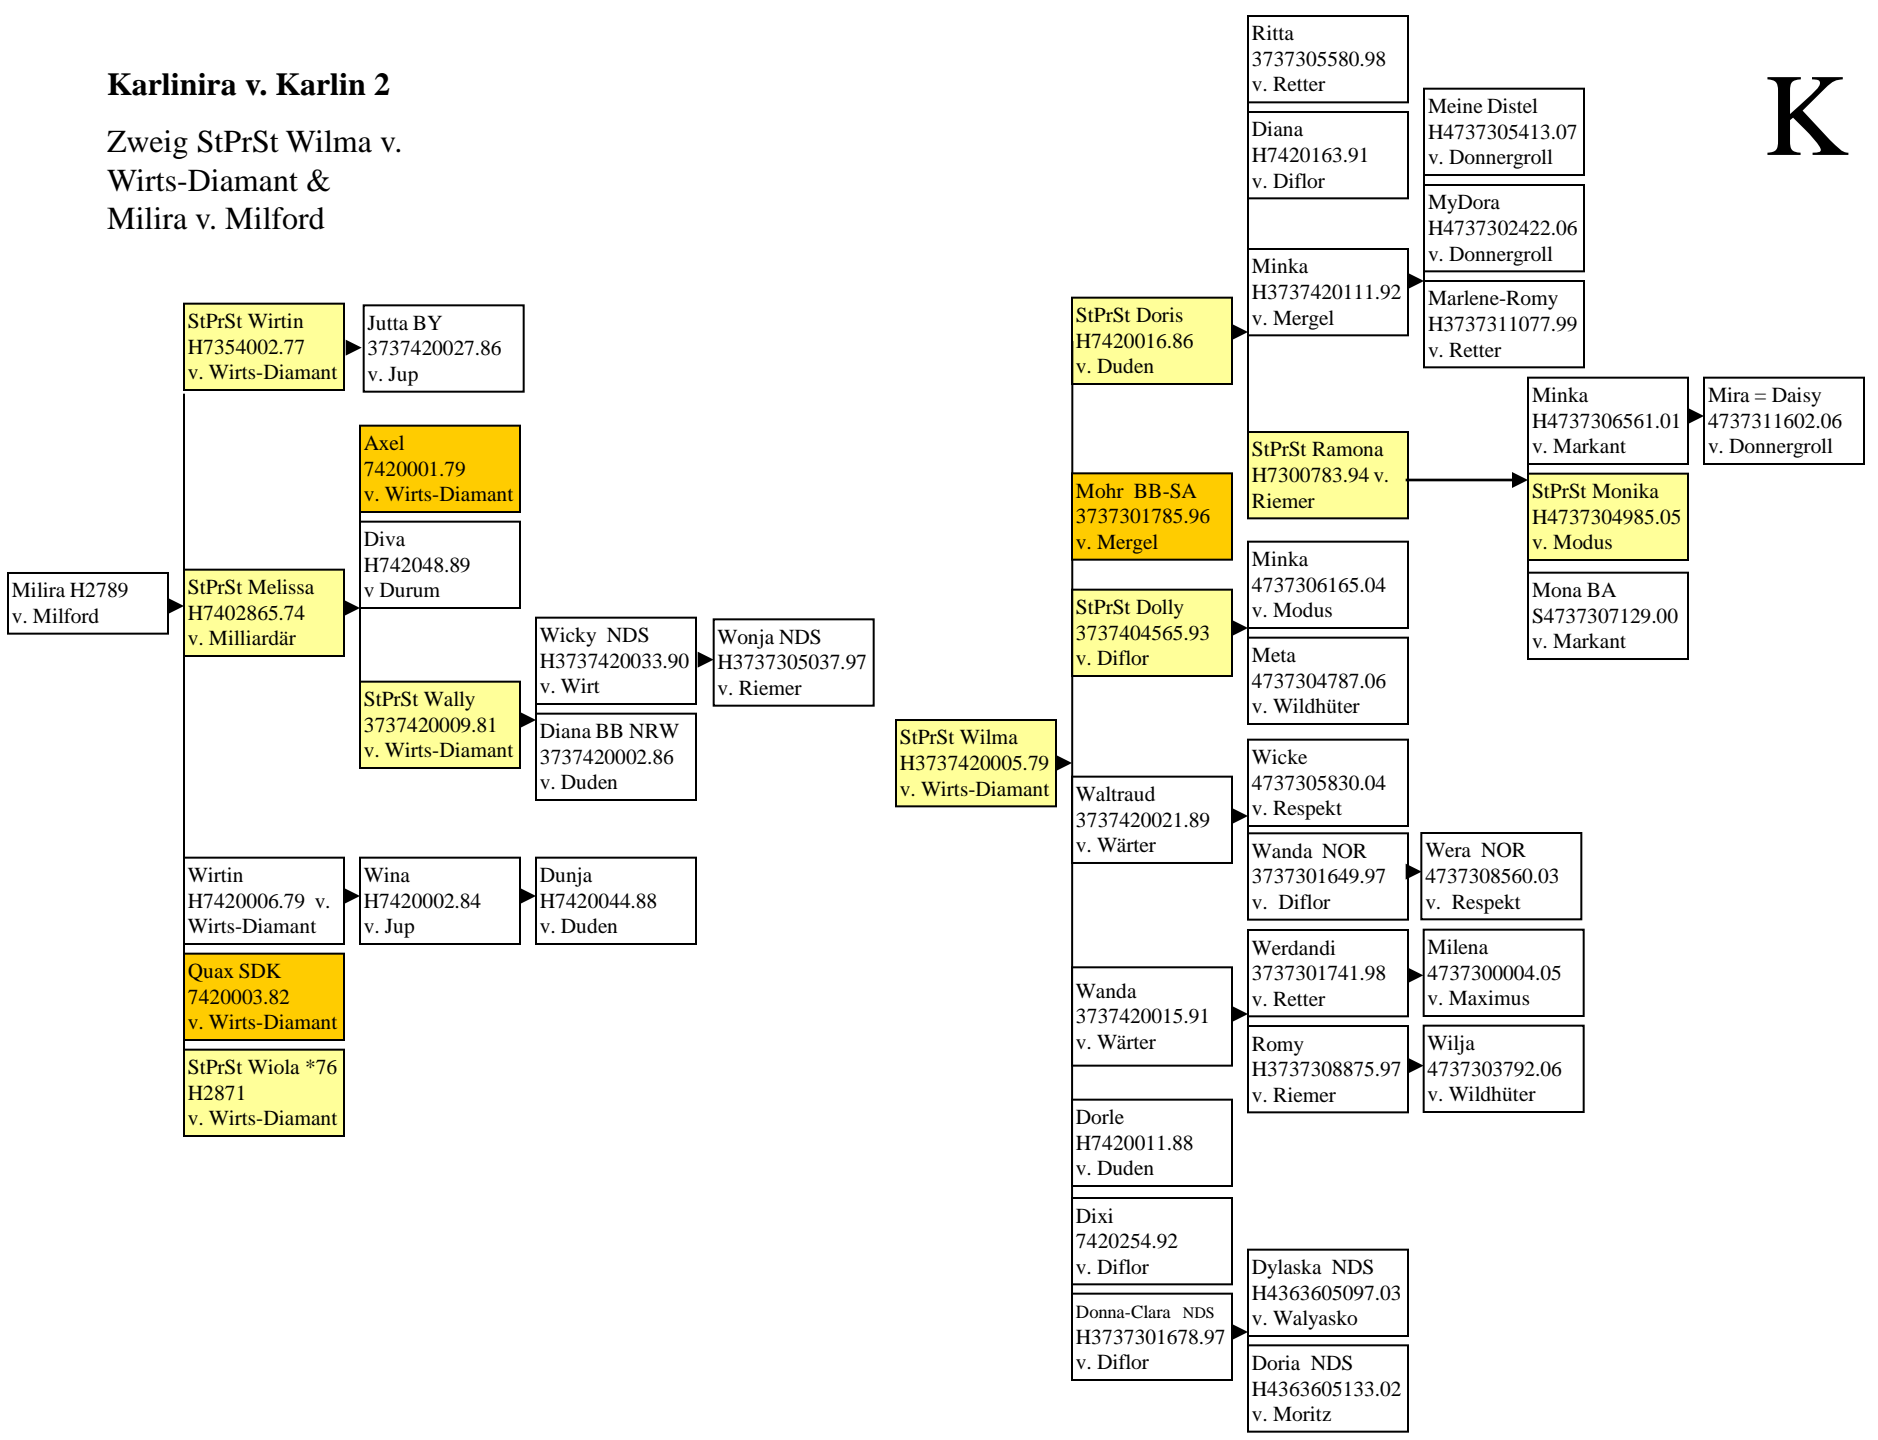 Karlinira v. Karlin 2
Zweig StPrSt Wilma v.
Wirts-Diamant &
Milira v. Milford
K
Milira H2789
v. Milford
StPrSt Wirtin
H7354002.77
v. Wirts-Diamant
Jutta BY
3737420027.86
v. Jup
StPrSt Melissa
H7402865.74
v. Milliardär
Axel
7420001.79
v. Wirts-Diamant
Diva
H742048.89
v Durum
StPrSt Wally
3737420009.81
v. Wirts-Diamant
Wicky NDS
H3737420033.90
v. Wirt
Wonja NDS
H3737305037.97
v. Riemer
Diana BB NRW
3737420002.86
v. Duden
Wirtin
H7420006.79 v.
Wirts-Diamant
Wina
H7420002.84
v. Jup
Dunja
H7420044.88
v. Duden
Quax SDK
7420003.82
v. Wirts-Diamant
StPrSt Wiola *76
H2871
v. Wirts-Diamant
StPrSt Wilma
H3737420005.79
v. Wirts-Diamant
StPrSt Doris
H7420016.86
v. Duden
Ritta
3737305580.98
v. Retter
Diana
H7420163.91
v. Diflor
Minka
H3737420111.92
v. Mergel
Meine Distel
H4737305413.07
v. Donnergroll
MyDora
H4737302422.06
v. Donnergroll
Marlene-Romy
H3737311077.99
v. Retter
StPrSt Ramona
H7300783.94 v.
Riemer
Minka
H4737306561.01
v. Markant
Mira = Daisy
4737311602.06
v. Donnergroll
StPrSt Monika
H4737304985.05
v. Modus
Mona BA
S4737307129.00
v. Markant
Mohr BB-SA
3737301785.96
v. Mergel
StPrSt Dolly
3737404565.93
v. Diflor
Minka
4737306165.04
v. Modus
Meta
4737304787.06
v. Wildhüter
Waltraud
3737420021.89
v. Wärter
Wicke
4737305830.04
v. Respekt
Wanda NOR
3737301649.97
v. Diflor
Wera NOR
4737308560.03
v. Respekt
Wanda
3737420015.91
v. Wärter
Werdandi
3737301741.98
v. Retter
Milena
4737300004.05
v. Maximus
Romy
H3737308875.97
v. Riemer
Wilja
4737303792.06
v. Wildhüter
Dorle
H7420011.88
v. Duden
Dixi
7420254.92
v. Diflor
Donna-Clara NDS
H3737301678.97
v. Diflor
Dylaska NDS
H4363605097.03
v. Walyasko
Doria NDS
H4363605133.02
v. Moritz